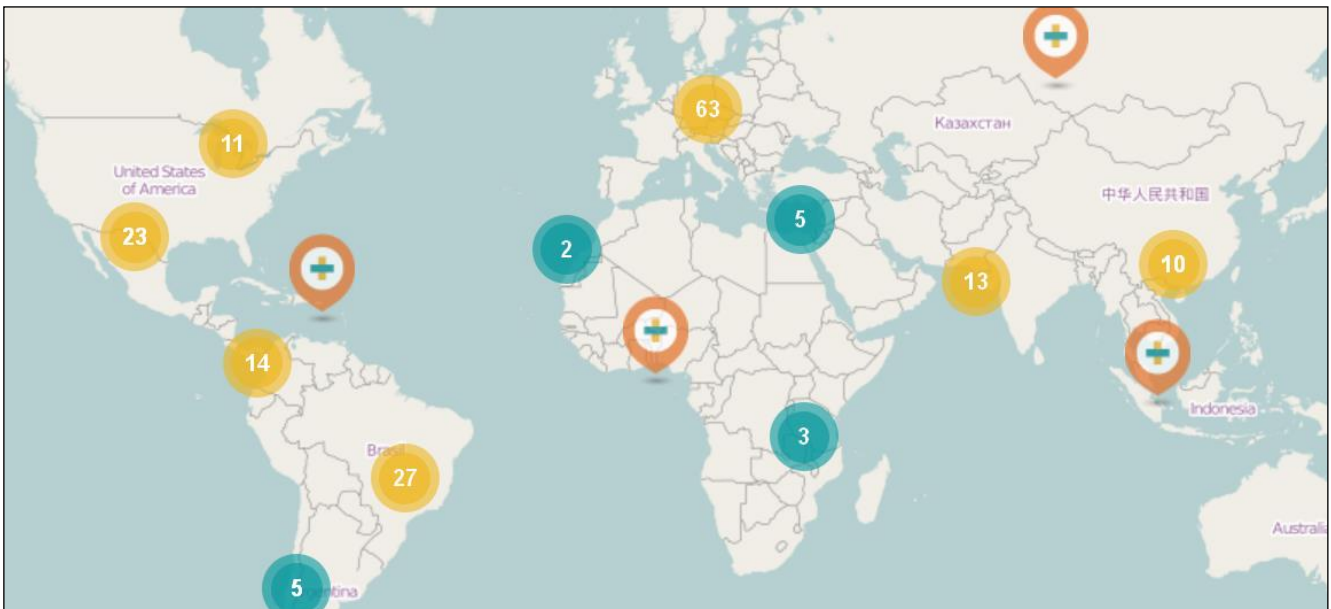 63
Казахстан
11
United States
of America
中华人民共和国
5
23
2
10
13
14
3
Indonesia
Brasil
27
Australia
5